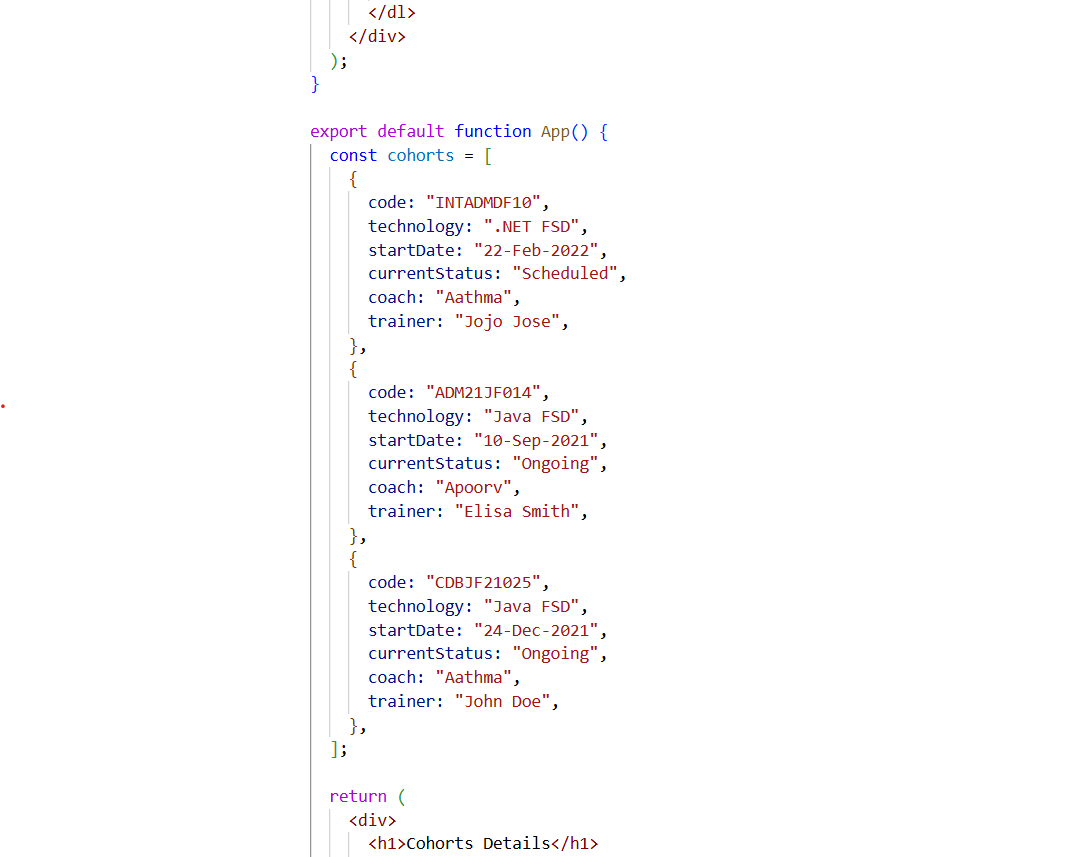 </dl>
</div>
);
}
export default function App() {
const cohorts = [
{
code: "INTADMDF10",
technology: ".NET FSD",
startDate: "22-Feb-2022",
currentStatus: "Scheduled",
coach: "Aathma",
trainer: "Jojo Jose",
},
{
code: "ADM21JF014",
technology: "Java FSD",
startDate: "10-Sep-2021",
currentStatus: "Ongoing",
coach: "Apoorv",
trainer: "Elisa Smith",
},
{
code: "CDBJF21025",
technology: "Java FSD",
startDate: "24-Dec-2021",
currentStatus: "Ongoing",
coach: "Aathma",
trainer: "John Doe",
},
];
return (
<div>
<h1>Cohorts Details</h1>